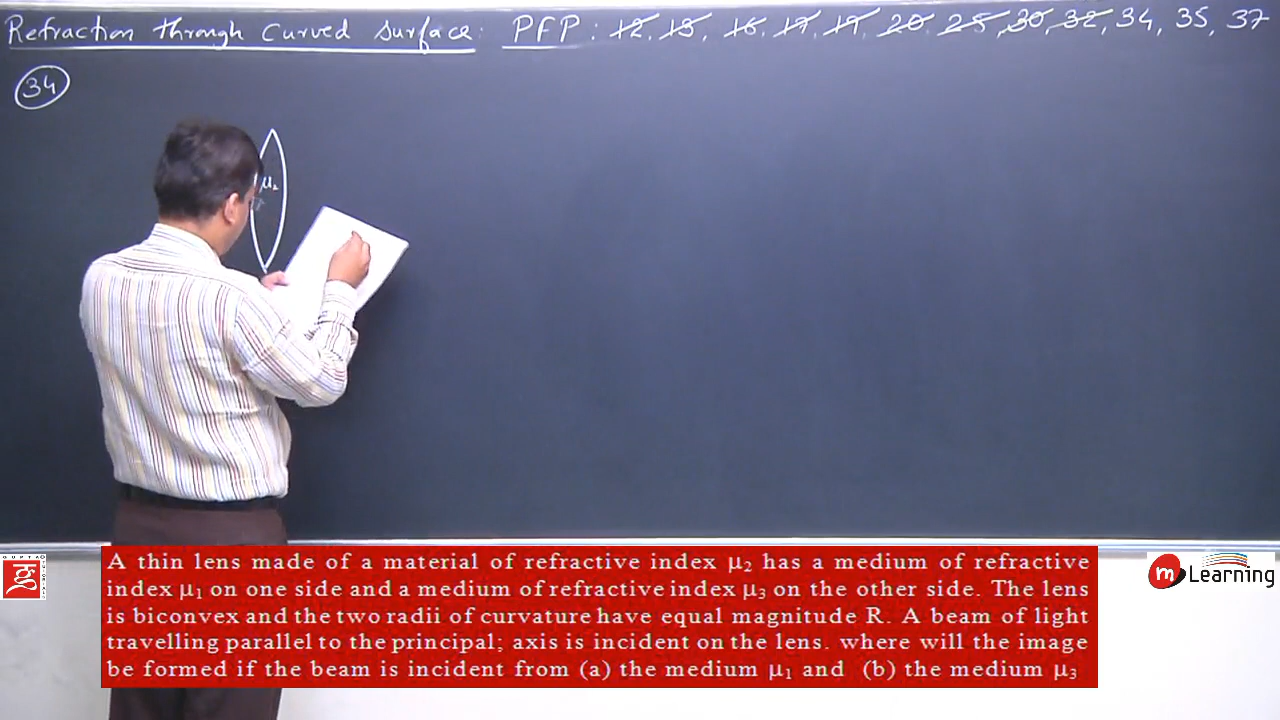 Refraction through Curved surface: PFP: 12, 13, 16, 17, 19, 20, 25, 30, 32, 34, 35, 37
34
μ₂
A thin lens made of a material of refractive index μ₂ has a medium of refractive
index μ₁ on one side and a medium of refractive index μ₃ on the other side. The lens
is biconvex and the two radii of curvature have equal magnitude R. A beam of light
travelling parallel to the principal; axis is incident on the lens. where will the image
be formed if the beam is incident from (a) the medium μ₁ and (b) the medium μ₃
m Learning